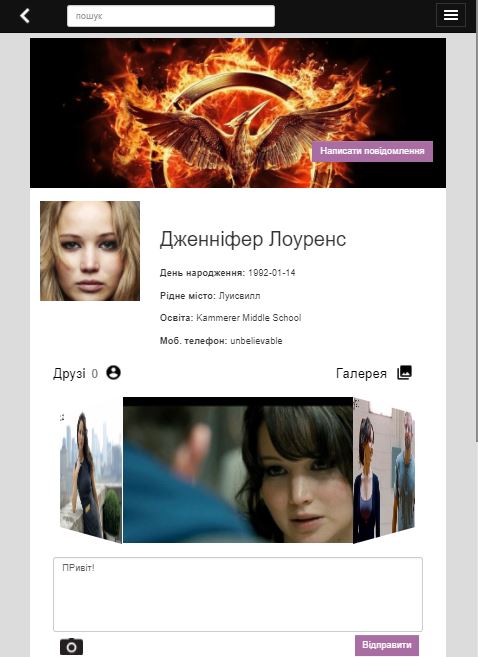 пошук
Написати повідомлення
Дженніфер Лоуренс
День народження: 1992-01-14
Рідне місто: Луисвилл
Освіта: Kammerer Middle School
Моб. телефон: unbelievable
Друзі 0
Галерея
ПРивіт!
Відправити